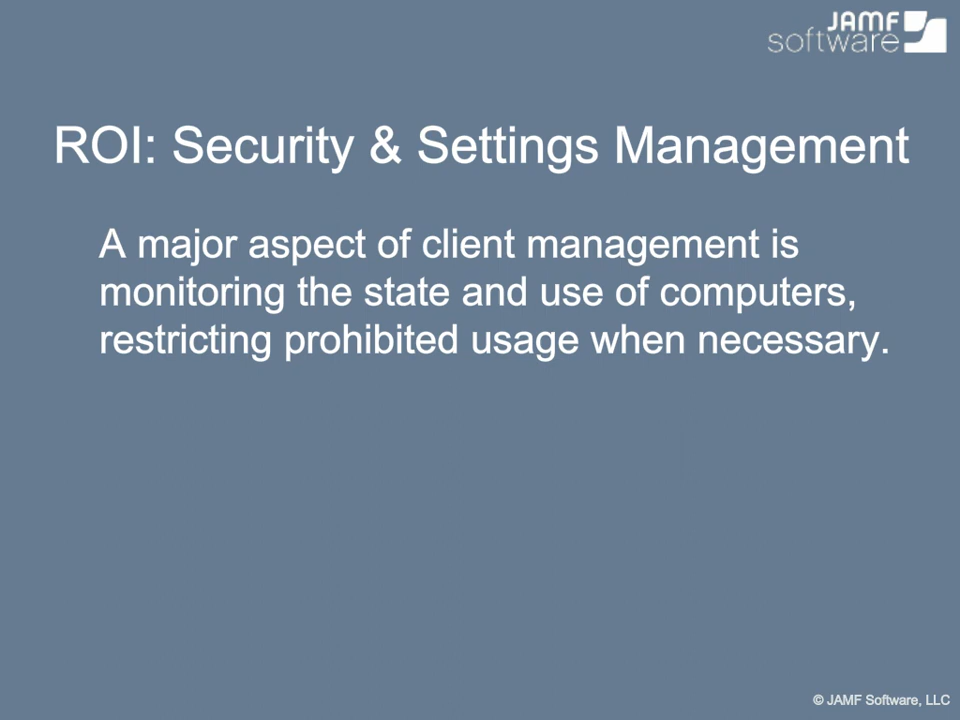 JAMF
software
ROI: Security & Settings Management
A major aspect of client management is
monitoring the state and use of computers,
restricting prohibited usage when necessary.
© JAMF Software, LLC